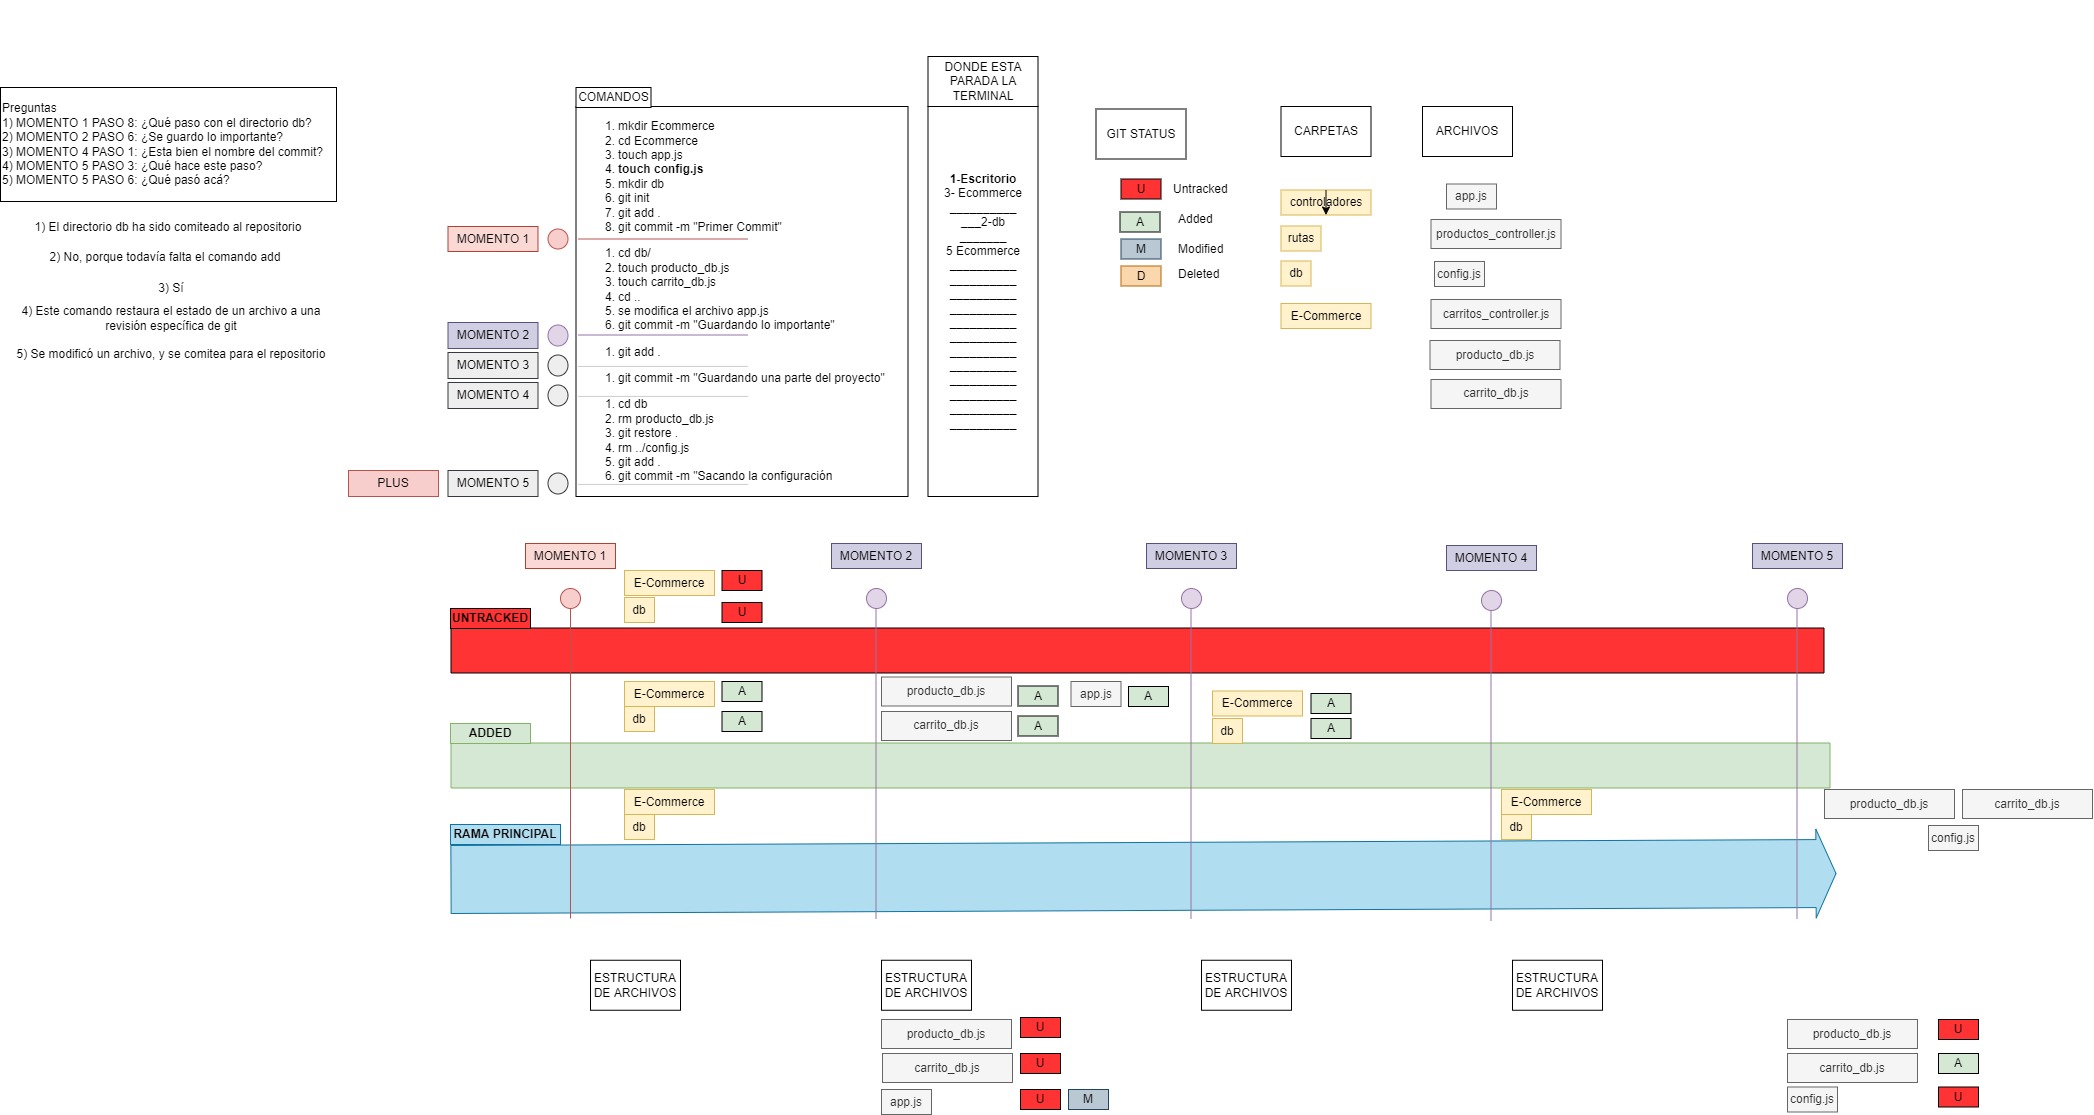 Preguntas
1) MOMENTO 1 PASO 8: ¿Qué paso con el directorio db?
2) MOMENTO 2 PASO 6: ¿Se guardo lo importante?
3) MOMENTO 4 PASO 1: ¿Esta bien el nombre del commit?
4) MOMENTO 5 PASO 3: ¿Qué hace este paso?
5) MOMENTO 5 PASO 6: ¿Qué pasó acá?
1) El directorio db ha sido comiteado al repositorio
2) No, porque todavía falta el comando add
3) Sí
4) Este comando restaura el estado de un archivo a una
revisión específica de git
5) Se modificó un archivo, y se comitea para el repositorio
MOMENTO 1
MOMENTO 2
MOMENTO 3
MOMENTO 4
PLUS
MOMENTO 5
COMANDOS
1. mkdir Ecommerce
2. cd Ecommerce
3. touch app.js
4. touch config.js
5. mkdir db
6. git init
7. git add .
8. git commit -m "Primer Commit"
1. cd db/
2. touch producto_db.js
3. touch carrito_db.js
4. cd ..
5. se modifica el archivo app.js
6. git commit -m "Guardando lo importante"
1. git add .
1. git commit -m "Guardando una parte del proyecto"
1. cd db
2. rm producto_db.js
3. git restore .
4. rm ../config.js
5. git add .
6. git commit -m "Sacando la configuración
DONDE ESTA
PARADA LA
TERMINAL
1-Escritorio
3- Ecommerce
__________
___2-db
_______
5 Ecommerce
__________
__________
__________
__________
__________
__________
__________
__________
__________
__________
__________
__________
GIT STATUS
U Untracked
A Added
M Modified
D Deleted
CARPETAS
controladores
rutas
db
E-Commerce
ARCHIVOS
app.js
productos_controller.js
config.js
carritos_controller.js
producto_db.js
carrito_db.js
MOMENTO 1
MOMENTO 2
MOMENTO 3
MOMENTO 4
MOMENTO 5
E-Commerce U
db U
UNTRACKED
E-Commerce A
db A
producto_db.js A app.js A
carrito_db.js A
E-Commerce A
db A
ADDED
E-Commerce
db
E-Commerce
db
producto_db.js carrito_db.js
config.js
RAMA PRINCIPAL
ESTRUCTURA
DE ARCHIVOS
ESTRUCTURA
DE ARCHIVOS
ESTRUCTURA
DE ARCHIVOS
ESTRUCTURA
DE ARCHIVOS
producto_db.js U
carrito_db.js U
app.js U M
producto_db.js U
carrito_db.js A
config.js U